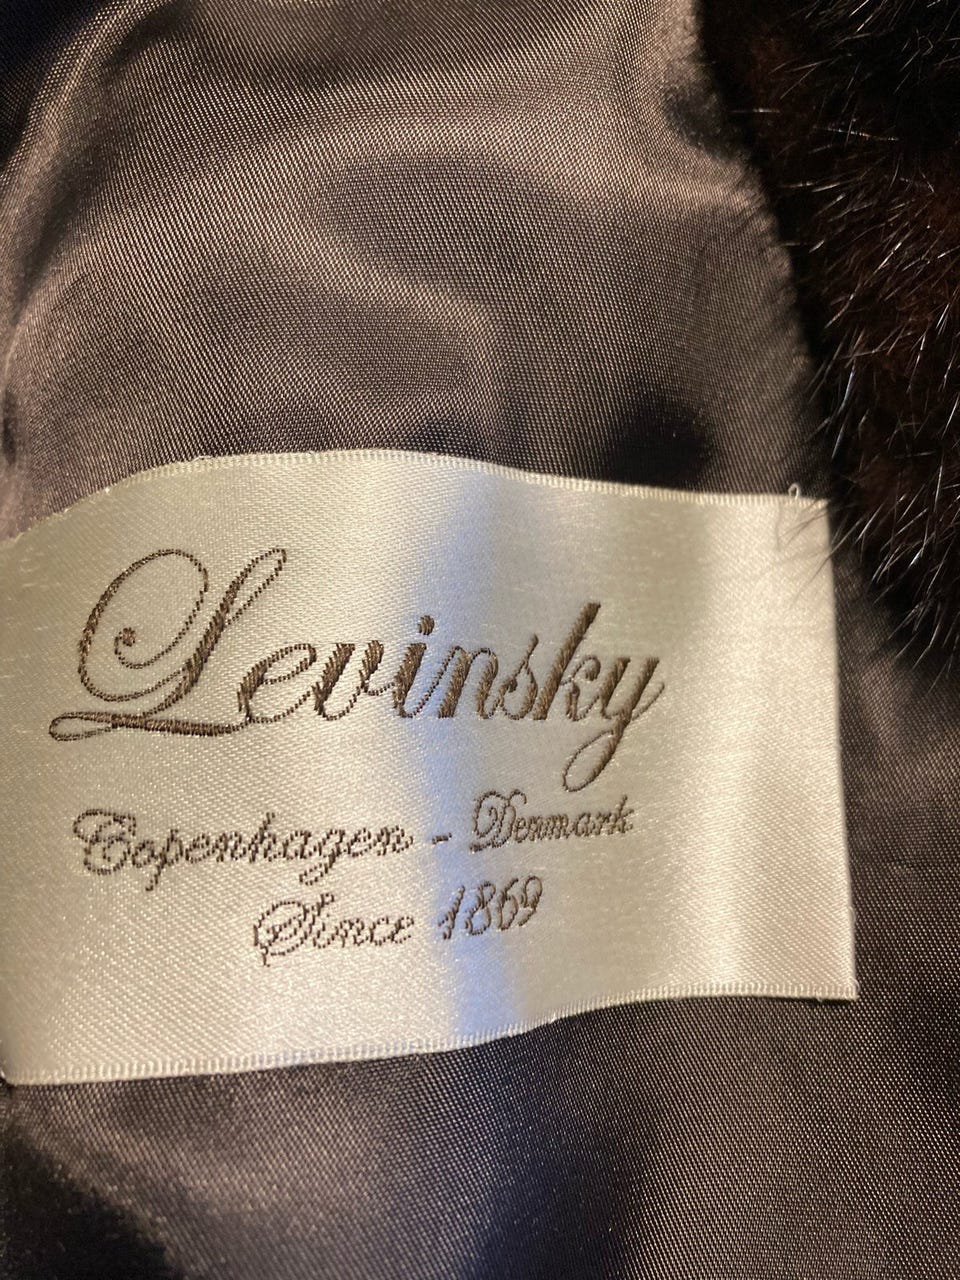 Levinsky
Copenhagen - Denmark
Since 1869